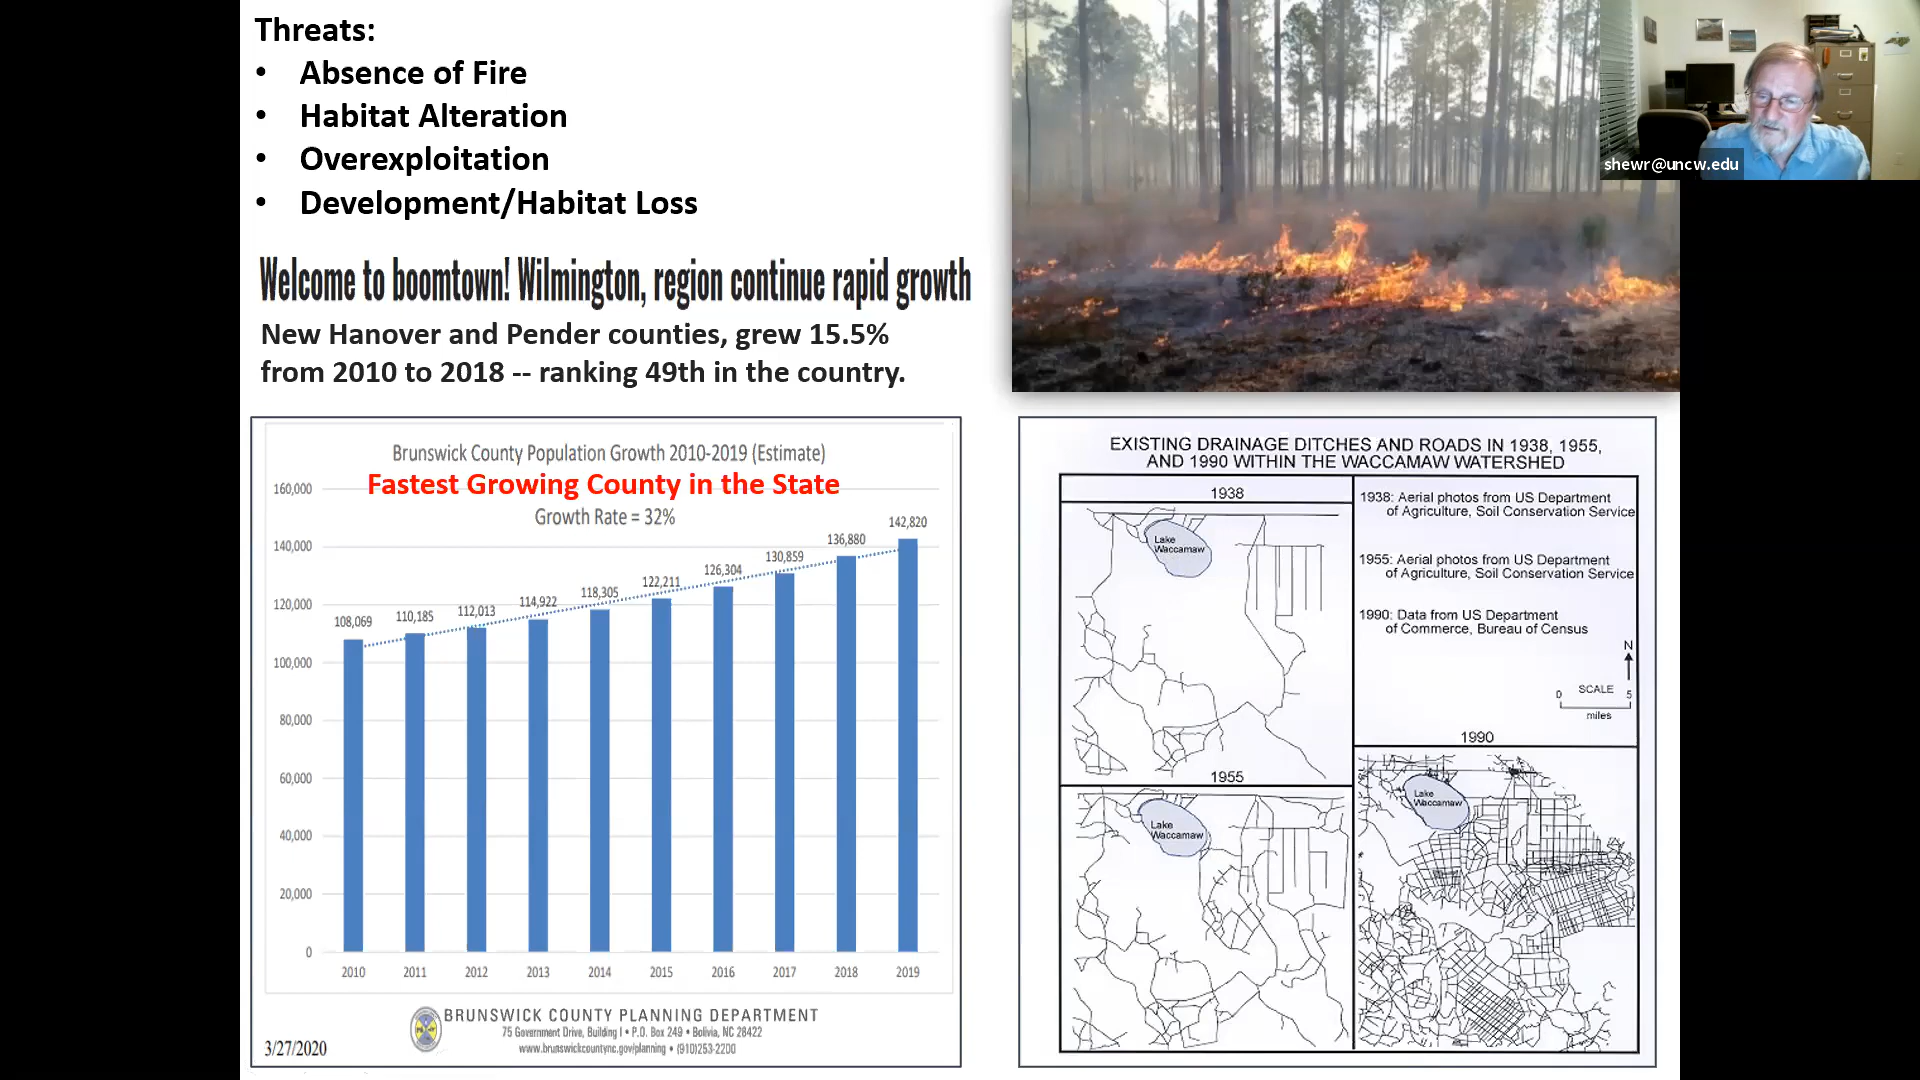 Threats:
• Absence of Fire
• Habitat Alteration
• Overexploitation
• Development/Habitat Loss
Welcome to boomtown! Wilmington, region continue rapid growth
New Hanover and Pender counties, grew 15.5%
from 2010 to 2018 -- ranking 49th in the country.
shewr@uncw.edu
Brunswick County Population Growth 2010-2019 (Estimate)
Fastest Growing County in the State
Growth Rate = 32%
160,000
140,000
120,000
100,000
80,000
60,000
40,000
20,000
0
108,069
110,185
112,013
114,922
118,305
122,211
126,304
130,859
136,880
142,820
2010 2011 2012 2013 2014 2015 2016 2017 2018 2019
BRUNSWICK COUNTY PLANNING DEPARTMENT
75 Government Drive, Building I • P.O. Box 249 • Bolivia, NC 28422
www.brunswickcountync.gov/planning • (910)253-2200
3/27/2020
EXISTING DRAINAGE DITCHES AND ROADS IN 1938, 1955,
AND 1990 WITHIN THE WACCAMAW WATERSHED
1938
Lake
Waccamaw
1938: Aerial photos from US Department
of Agriculture, Soil Conservation Service
1955: Aerial photos from US Department
of Agriculture, Soil Conservation Service
1990: Data from US Department
of Commerce, Bureau of Census
N
0 SCALE 5
miles
1955
Lake
Waccamaw
1990
Lake
Waccamaw